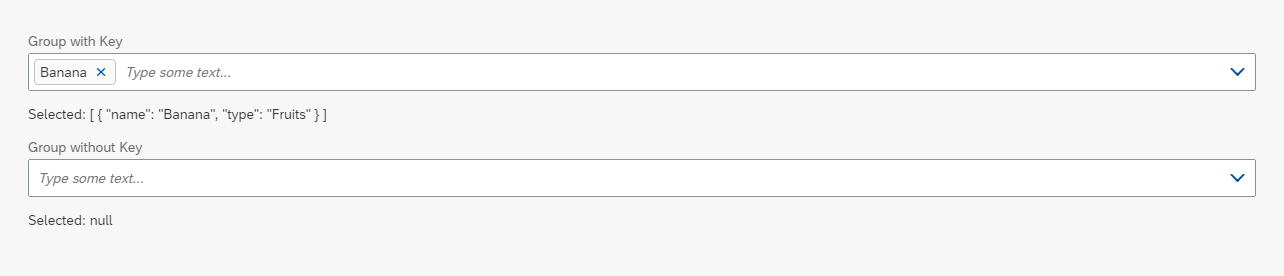 Group with Key
Banana Type some text...
Selected: [ { "name": "Banana", "type": "Fruits" } ]
Group without Key
Type some text...
Selected: null